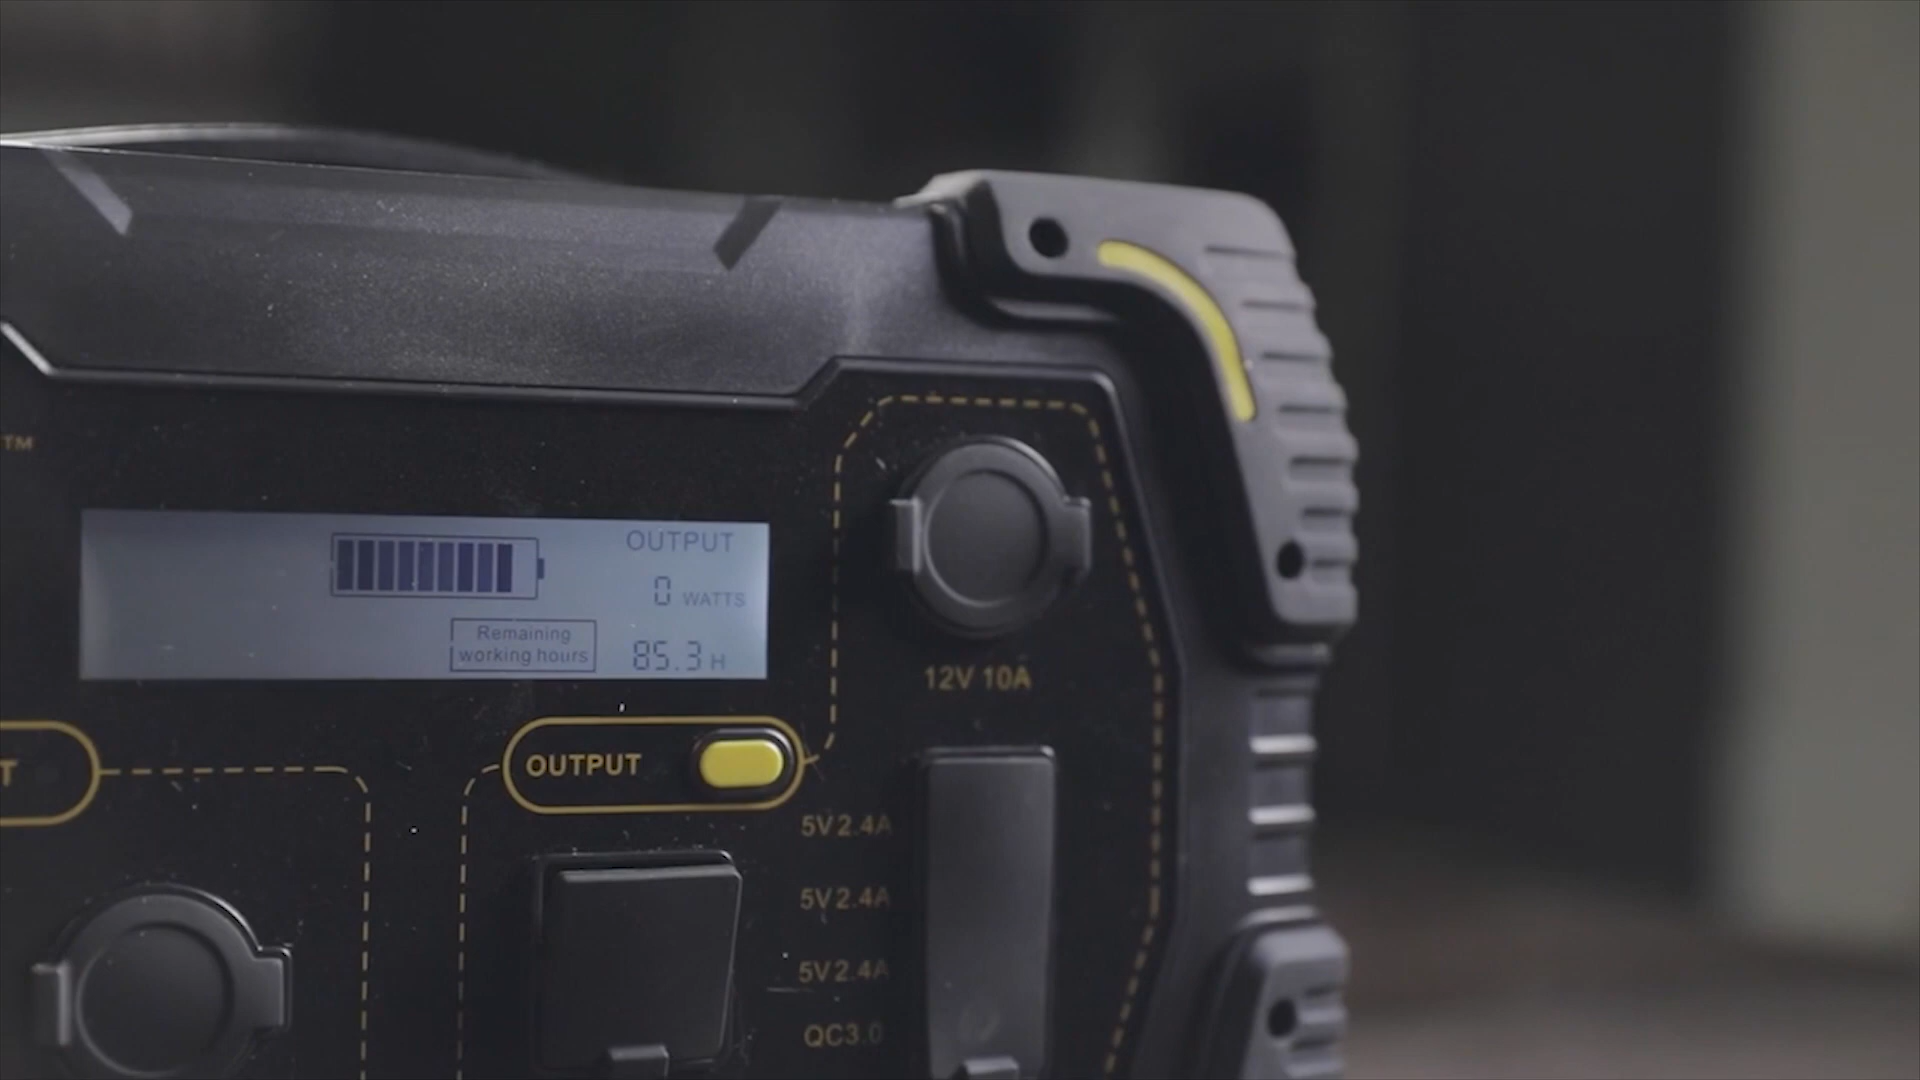 TM
OUTPUT
0 WATTS
Remaining
working hours
85.3 H
12V 10A
T
OUTPUT
5V 2.4A
5V 2.4A
5V 2.4A
QC3.0